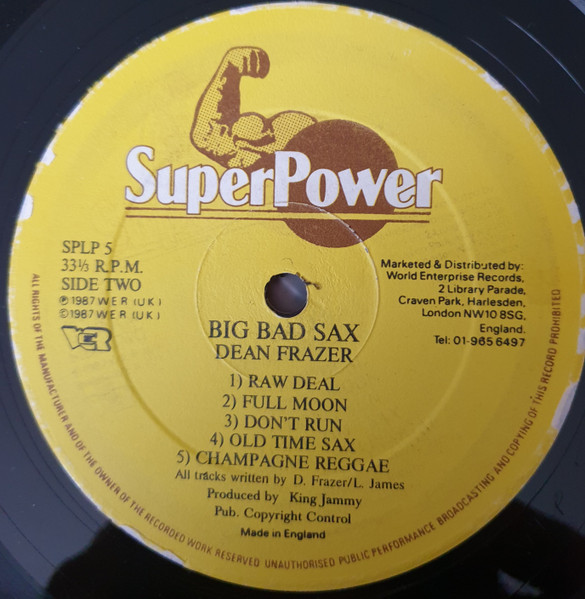 SuperPower
SPLP 5
33⅓ R.P.M.
SIDE TWO
℗ 1987 W E R (U K)
© 1987 W E R (U K)
WER
Marketed & Distributed by:
World Enterprise Records,
2 Library Parade,
Craven Park, Harlesden,
London NW10 8SG,
England.
Tel: 01-965 6497
BIG BAD SAX
DEAN FRAZER
1) RAW DEAL
2) FULL MOON
3) DON'T RUN
4) OLD TIME SAX
5) CHAMPAGNE REGGAE
All tracks written by D. Frazer/L. James
Produced by King Jammy
Pub. Copyright Control
Made in England
ALL RIGHTS OF THE MANUFACTURER AND OF THE OWNER OF THE RECORDED WORK RESERVED UNAUTHORISED PUBLIC PERFORMANCE BROADCASTING AND COPYING OF THIS RECORD PROHIBITED